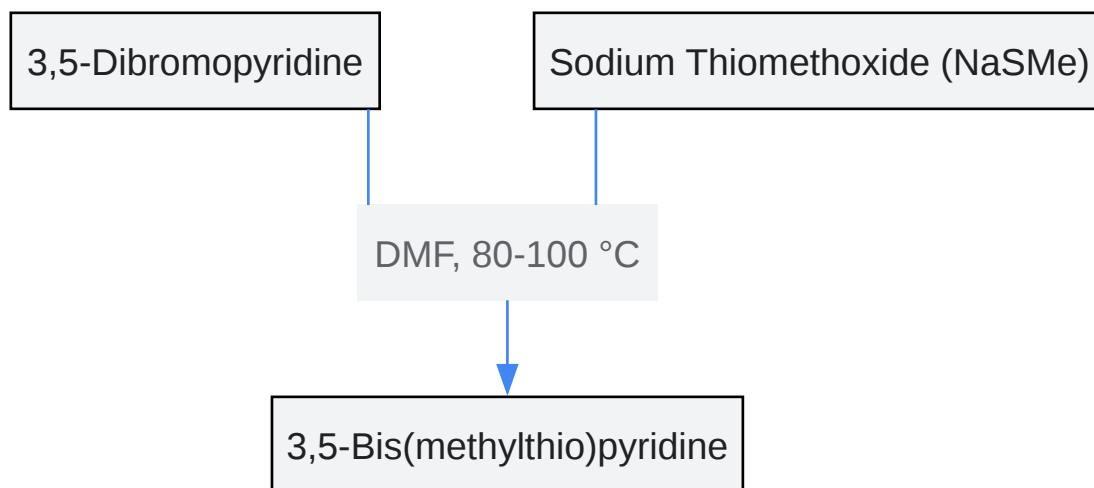 3,5-Dibromopyridine
Sodium Thiomethoxide (NaSMe)
DMF, 80-100 °C
3,5-Bis(methylthio)pyridine